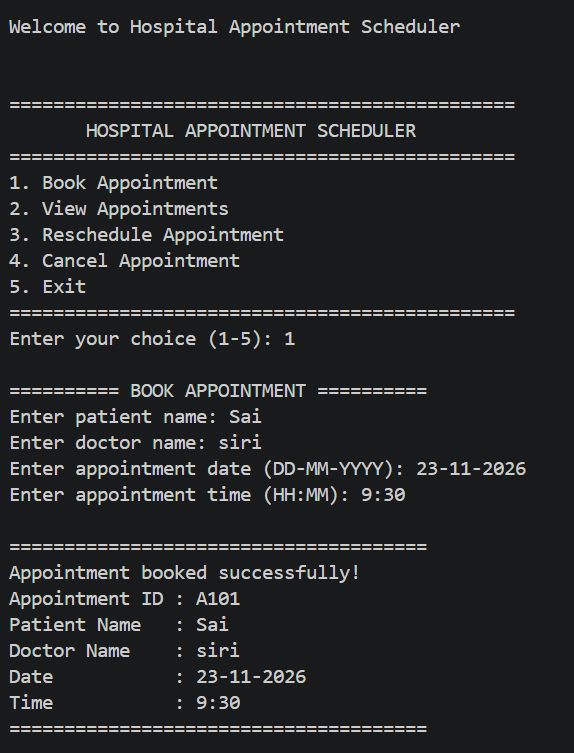 Welcome to Hospital Appointment Scheduler
==============================================
HOSPITAL APPOINTMENT SCHEDULER
==============================================
1. Book Appointment
2. View Appointments
3. Reschedule Appointment
4. Cancel Appointment
5. Exit
==============================================
Enter your choice (1-5): 1
========== BOOK APPOINTMENT ==========
Enter patient name: Sai
Enter doctor name: siri
Enter appointment date (DD-MM-YYYY): 23-11-2026
Enter appointment time (HH:MM): 9:30
======================================
Appointment booked successfully!
Appointment ID : A101
Patient Name   : Sai
Doctor Name    : siri
Date           : 23-11-2026
Time           : 9:30
======================================